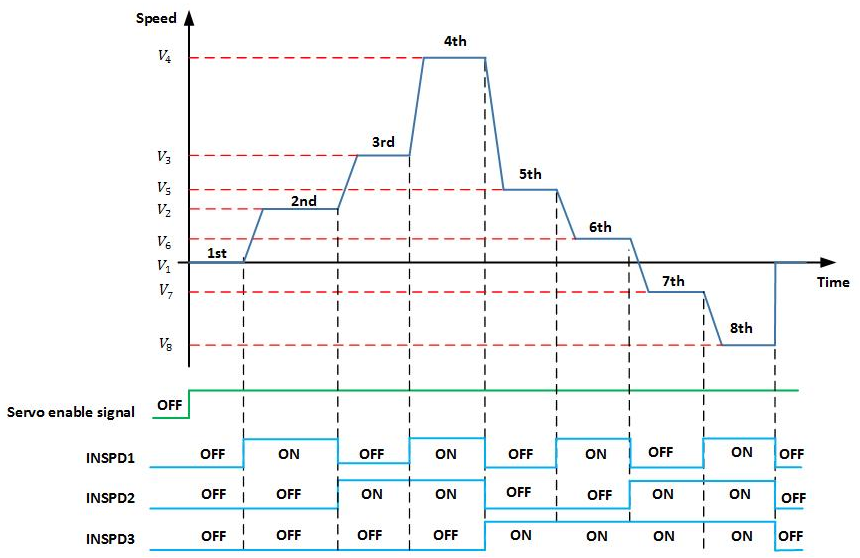 Speed
V4
4th
V3
3rd
V5
5th
V2
2nd
V6
6th
1st
V1
Time
V7
7th
V8
8th
OFF
Servo enable signal
INSPD1 OFF ON OFF ON OFF ON OFF ON OFF
INSPD2 OFF OFF ON ON OFF OFF ON ON OFF
INSPD3 OFF OFF OFF OFF ON ON ON ON OFF